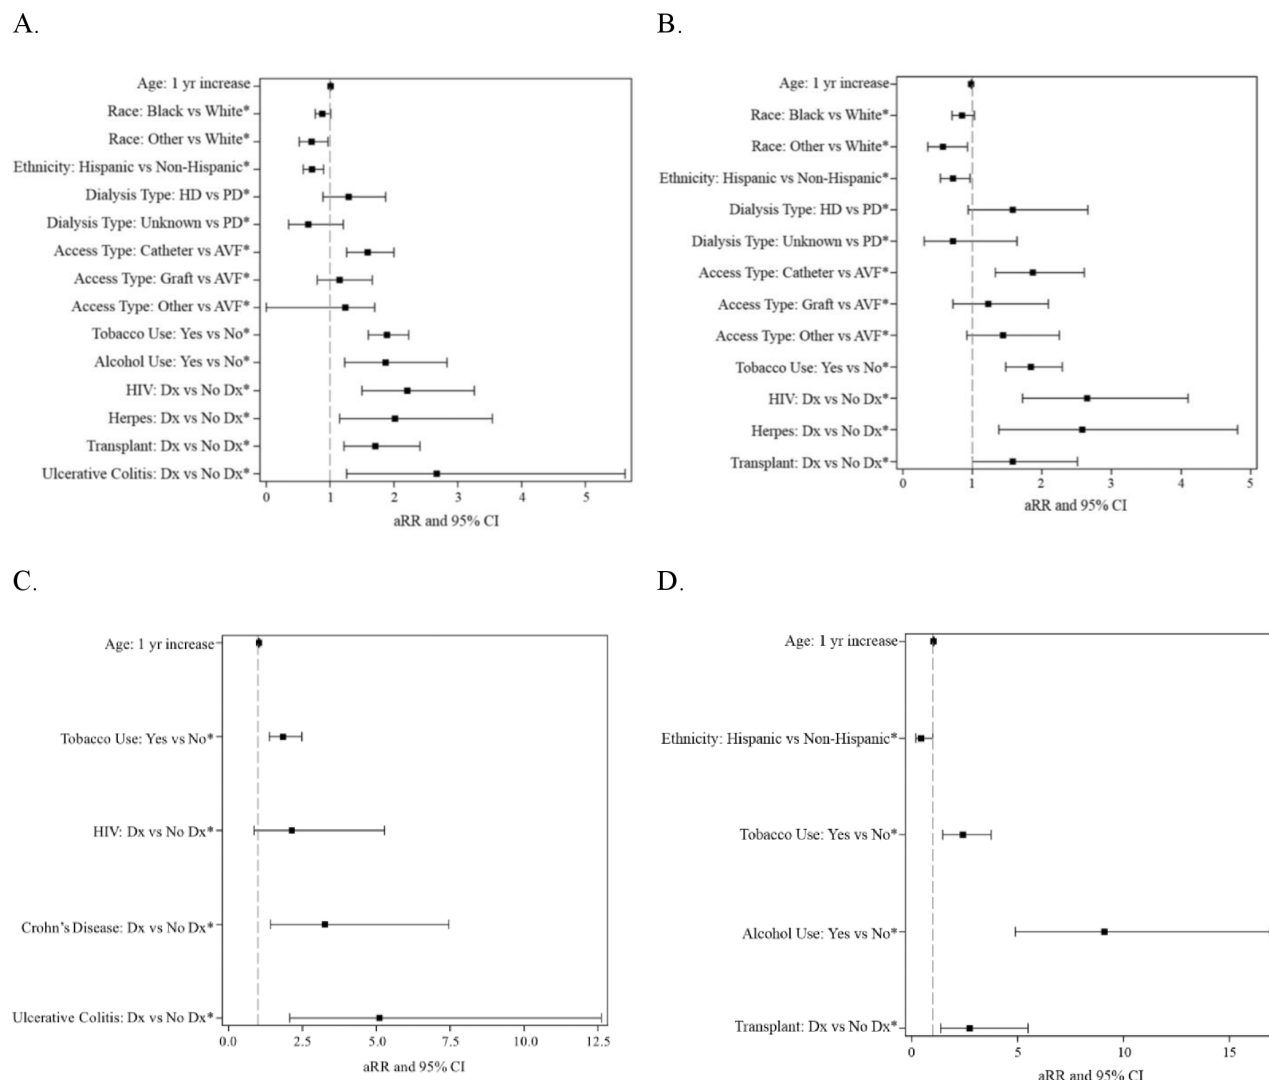 A.
Age: 1 yr increase
Race: Black vs White*
Race: Other vs White*
Ethnicity: Hispanic vs Non-Hispanic*
Dialysis Type: HD vs PD*
Dialysis Type: Unknown vs PD*
Access Type: Catheter vs AVF*
Access Type: Graft vs AVF*
Access Type: Other vs AVF*
Tobacco Use: Yes vs No*
Alcohol Use: Yes vs No*
HIV: Dx vs No Dx*
Herpes: Dx vs No Dx*
Transplant: Dx vs No Dx*
Ulcerative Colitis: Dx vs No Dx*
0 1 2 3 4 5
aRR and 95% CI
B.
Age: 1 yr increase
Race: Black vs White*
Race: Other vs White*
Ethnicity: Hispanic vs Non-Hispanic*
Dialysis Type: HD vs PD*
Dialysis Type: Unknown vs PD*
Access Type: Catheter vs AVF*
Access Type: Graft vs AVF*
Access Type: Other vs AVF*
Tobacco Use: Yes vs No*
HIV: Dx vs No Dx*
Herpes: Dx vs No Dx*
Transplant: Dx vs No Dx*
0 1 2 3 4 5
aRR and 95% CI
C.
Age: 1 yr increase
Tobacco Use: Yes vs No*
HIV: Dx vs No Dx*
Crohn's Disease: Dx vs No Dx*
Ulcerative Colitis: Dx vs No Dx*
0.0 2.5 5.0 7.5 10.0 12.5
aRR and 95% CI
D.
Age: 1 yr increase
Ethnicity: Hispanic vs Non-Hispanic*
Tobacco Use: Yes vs No*
Alcohol Use: Yes vs No*
Transplant: Dx vs No Dx*
0 5 10 15
aRR and 95% CI